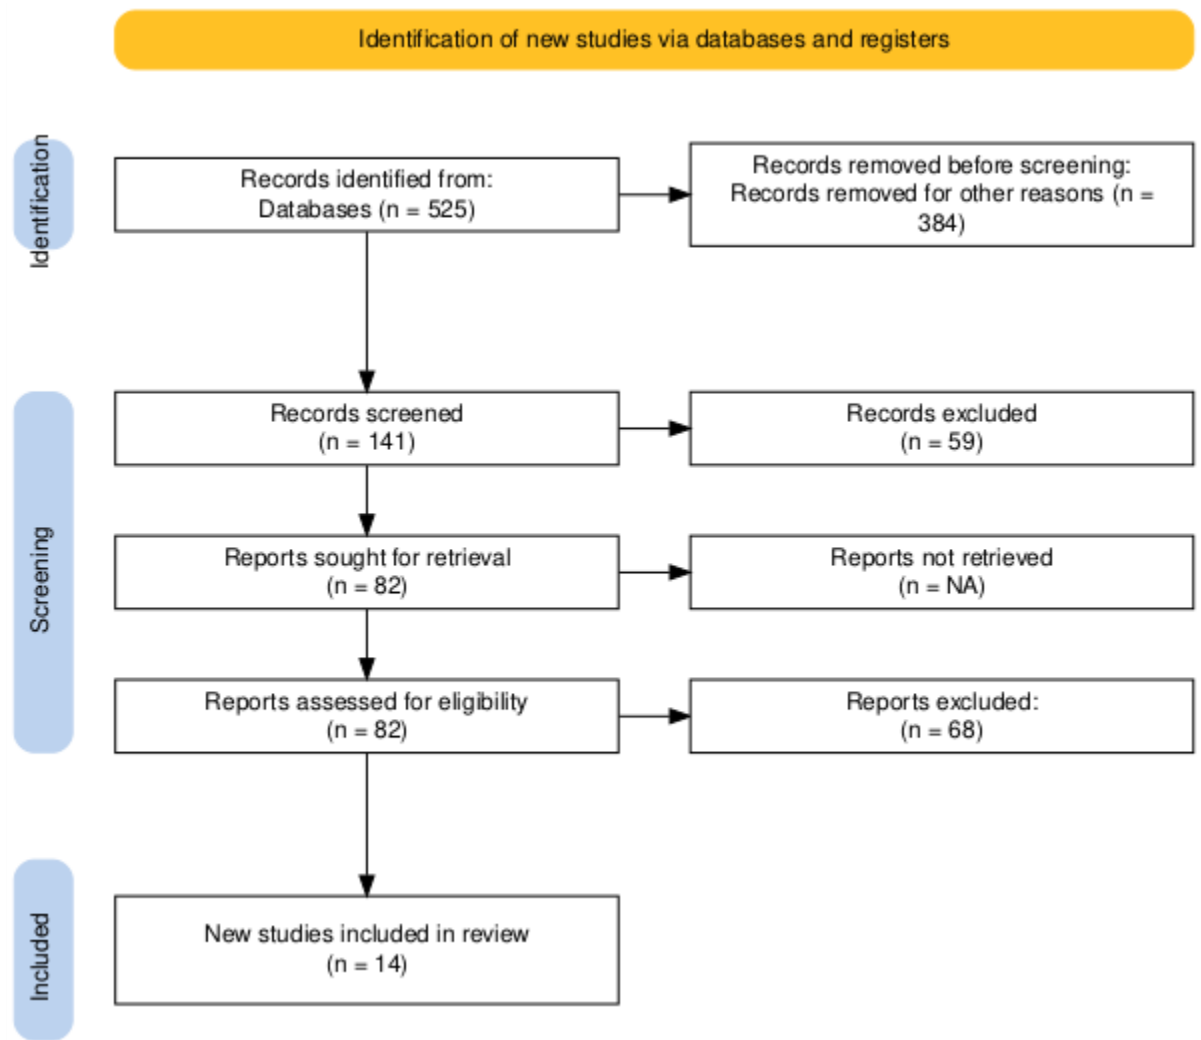 Identification of new studies via databases and registers
Identification
Records identified from:
Databases (n = 525)
Records removed before screening:
Records removed for other reasons (n =
384)
Screening
Records screened
(n = 141)
Records excluded
(n = 59)
Reports sought for retrieval
(n = 82)
Reports not retrieved
(n = NA)
Reports assessed for eligibility
(n = 82)
Reports excluded:
(n = 68)
Included
New studies included in review
(n = 14)